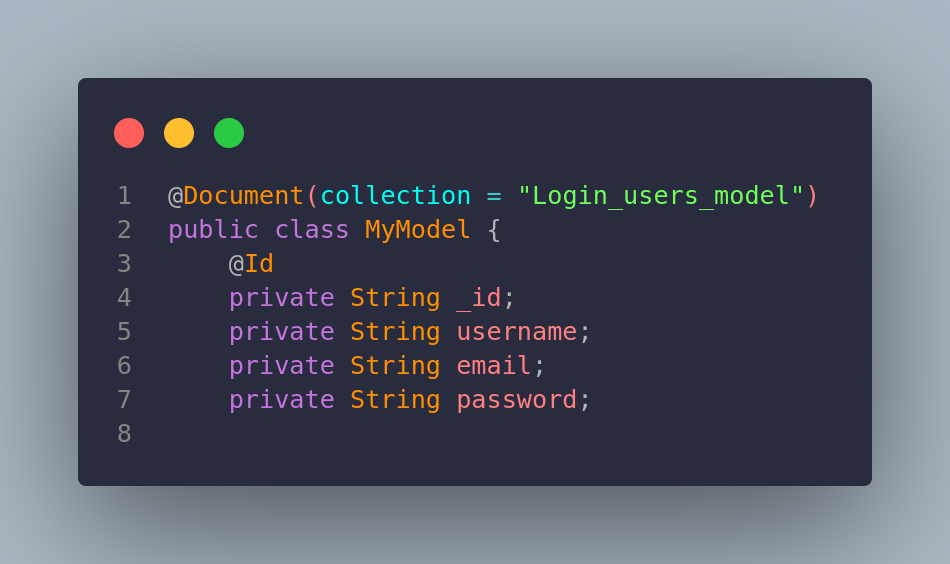 1 @Document(collection = "Login_users_model")
2 public class MyModel {
3     @Id
4     private String _id;
5     private String username;
6     private String email;
7     private String password;
8